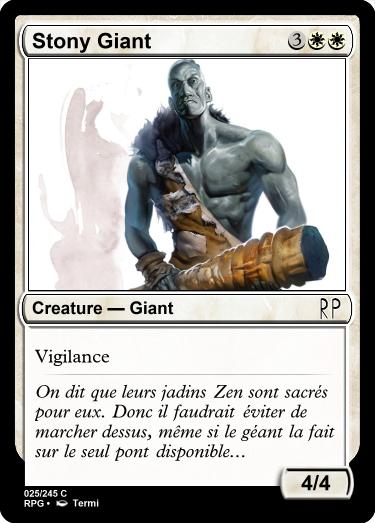 Stony Giant 3
Creature — Giant RP
Vigilance
On dit que leurs jadins Zen sont sacrés
pour eux. Donc il faudrait éviter de
marcher dessus, même si le géant la fait
sur le seul pont disponible...
4/4
025/245 C
RPG • Termi